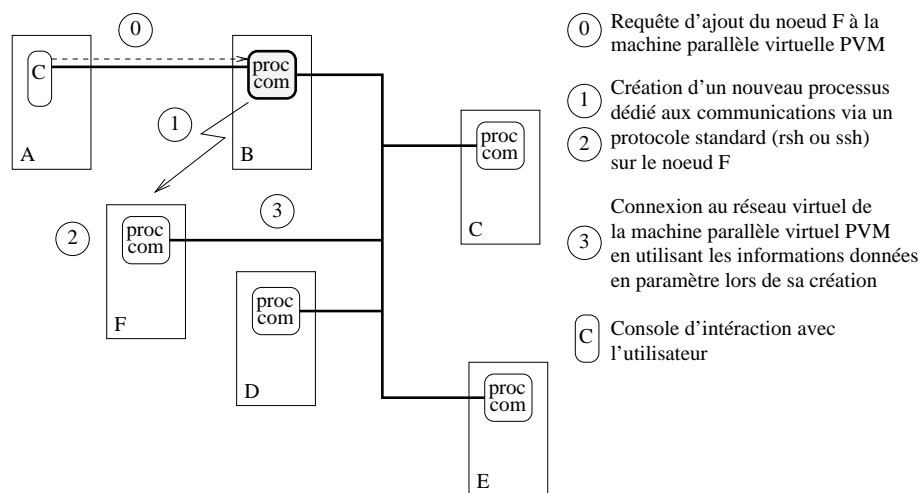 0
C
A
proc
com
B
1
2
proc
com
F
3
proc
com
C
proc
com
D
proc
com
E
0
Requête d'ajout du noeud F à la
machine parallèle virtuelle PVM
1
2
Création d'un nouveau processus
dédié aux communications via un
protocole standard (rsh ou ssh)
sur le noeud F
3
Connexion au réseau virtuel de
la machine parallèle virtuel PVM
en utilisant les informations données
en paramètre lors de sa création
C
Console d'intéraction avec
l'utilisateur